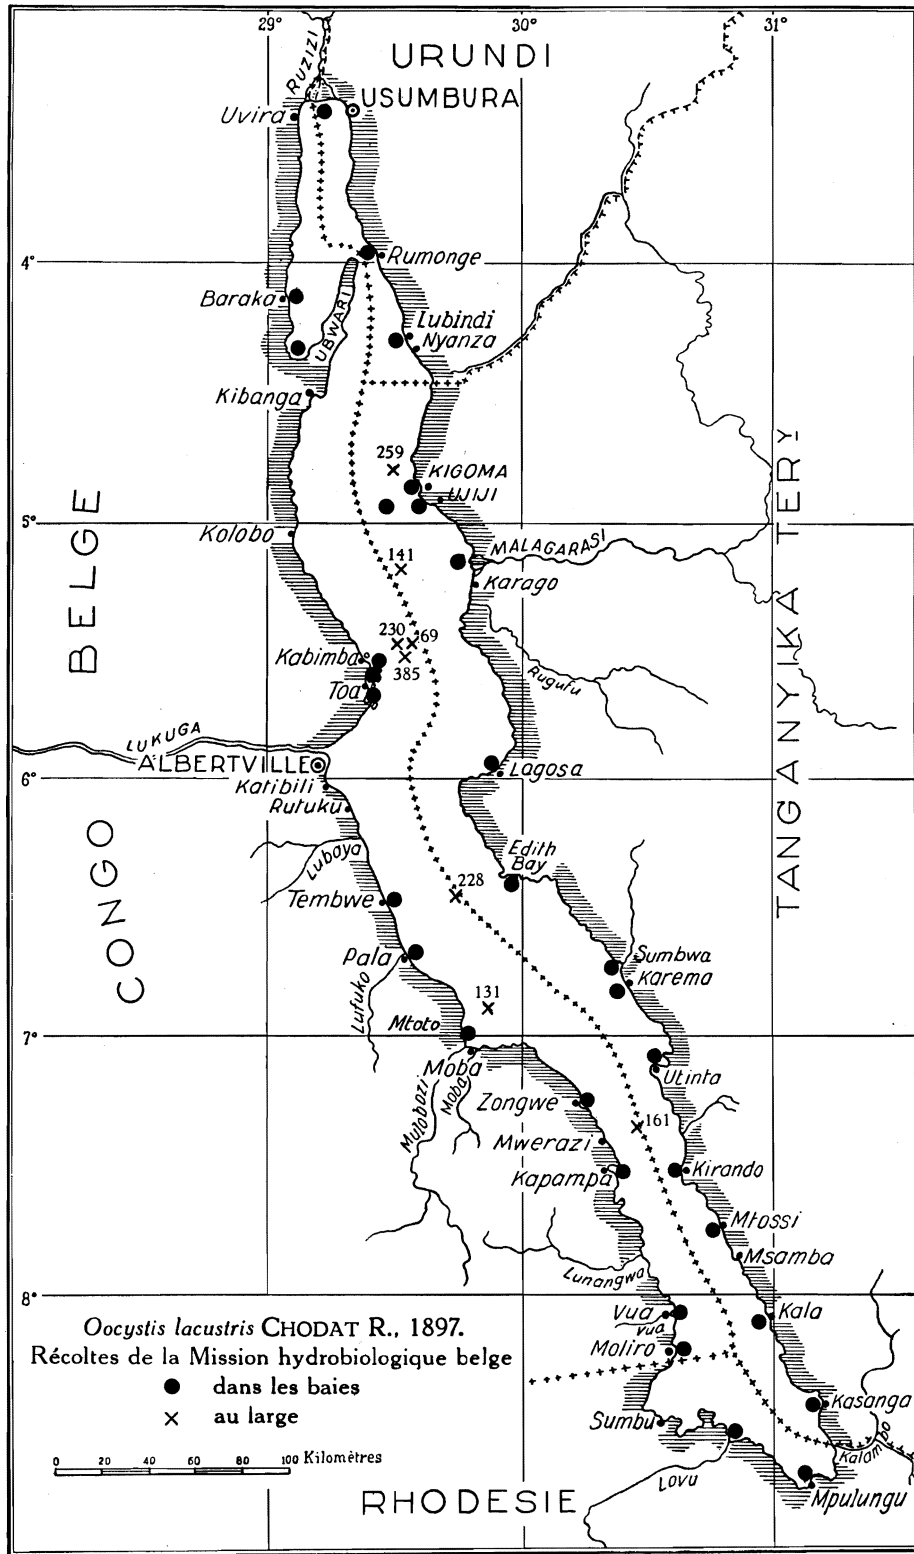 29°
30°
31°
URUNDI
RUZIZI
USUMBURA
Uvira
4°
Rumonge
Baraka
UBWARI
Lubindi
Nyanza
Kibanga
259
KIGOMA
UJIJI
BELGE
CONGO
TANGANYIKA TERY
5°
Kolobo
MALAGARASI
141
Karago
230
69
385
Kabimba
Toa
Rugufu
LUKUGA
ALBERTVILLE
6°
Lagosa
Katibili
Rutuku
Edith
Bay
Lubaya
228
Tembwe
Sumbwa
Karema
Pala
Lufuko
131
Mtoto
7°
Moba
Utinta
Mulobozi
Moba
Zongwe
161
Mwerazi
Kapampa
Kirando
Mtossi
Msamba
Lunangwa
8°
Vua
Vua
Kala
Moliro
Oocystis lacustris CHODAT R., 1897.
Récoltes de la Mission hydrobiologique belge
dans les baies
au large
Kasanga
Sumbu
Kalambo
0 20 40 60 80 100 Kilomètres
Lovu
Mpulungu
RHODESIE